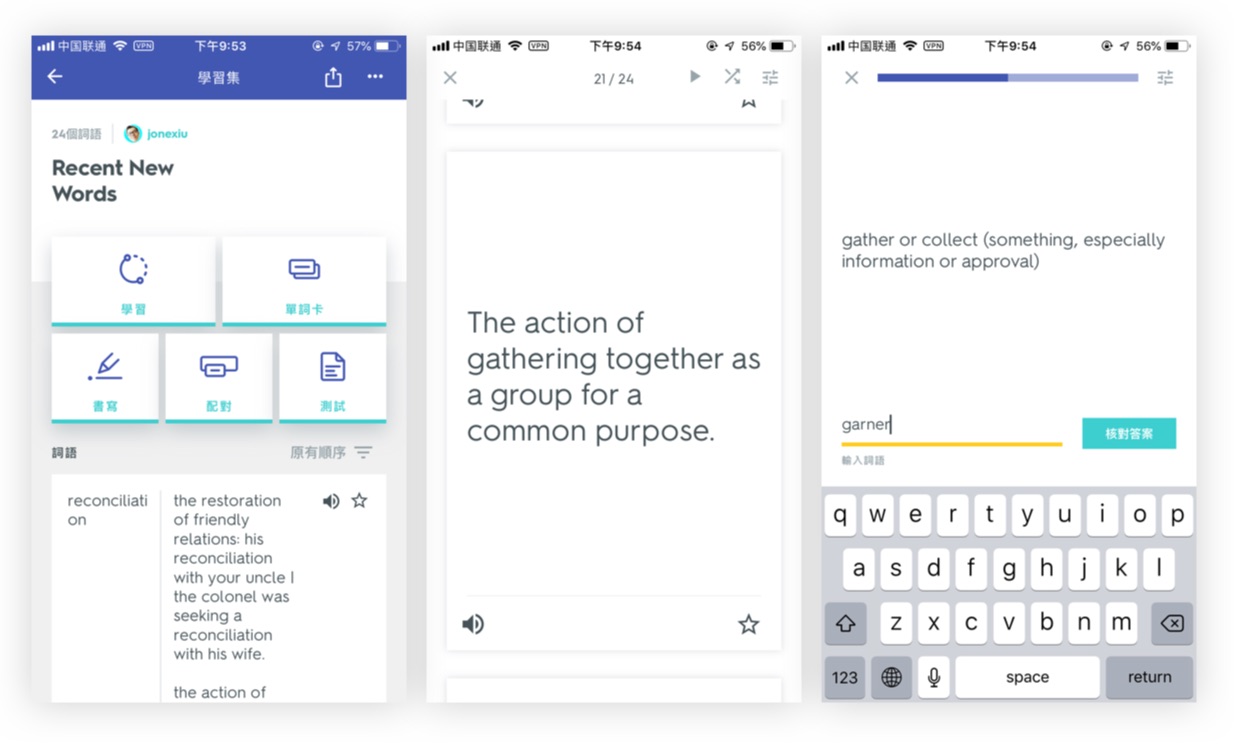 中国联通 VPN 下午9:53 57%
學習集
24個詞語 jonexiu
Recent New
Words
學習
單詞卡
書寫
配對
測試
詞語 原有順序
reconciliati
on
the restoration
of friendly
relations: his
reconciliation
with your uncle |
the colonel was
seeking a
reconciliation
with his wife.
the action of
中国联通 VPN 下午9:54 56%
21 / 24
The action of
gathering together as
a group for a
common purpose.
中国联通 VPN 下午9:54 56%
gather or collect (something, especially
information or approval)
garner
核對答案
輸入詞語
q w e r t y u i o p
a s d f g h j k l
z x c v b n m
123 space return